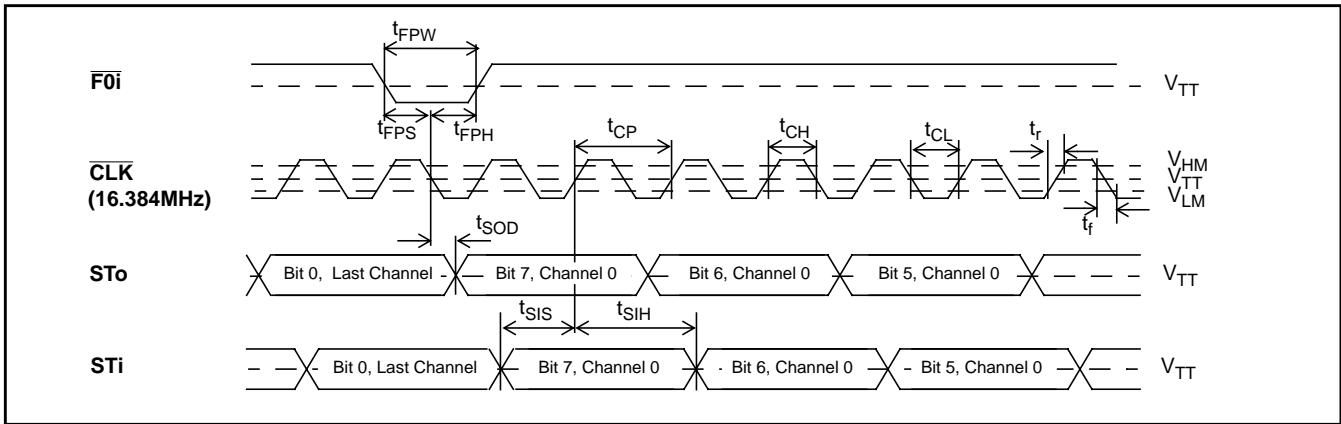 tFPW
F0i
VTT
tFPS
tFPH
tCP
tCH
tCL
tr
CLK
(16.384MHz)
VHM
VTT
VLM
tf
tSOD
STo
Bit 0, Last Channel
Bit 7, Channel 0
Bit 6, Channel 0
Bit 5, Channel 0
VTT
tSIS
tSIH
STi
Bit 0, Last Channel
Bit 7, Channel 0
Bit 6, Channel 0
Bit 5, Channel 0
VTT